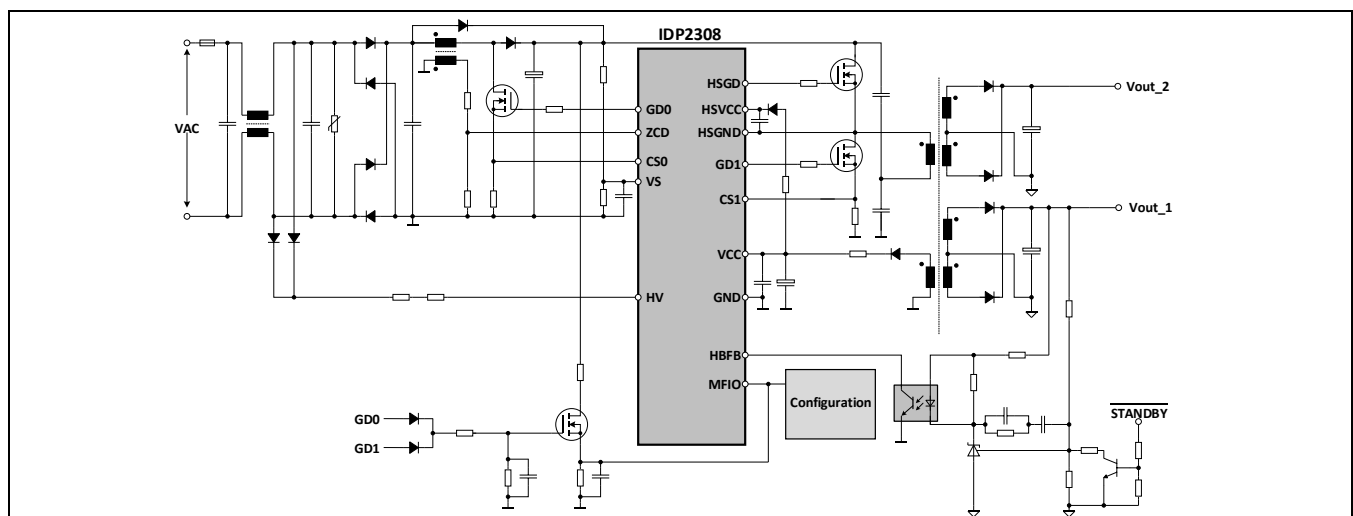 IDP2308
VAC
GD0
ZCD
CS0
VS
HV
HSGD
HSVCC
HSGND
GD1
CS1
VCC
GND
HBFB
MFIO
Vout_2
Vout_1
Configuration
STANDBY
GD0
GD1